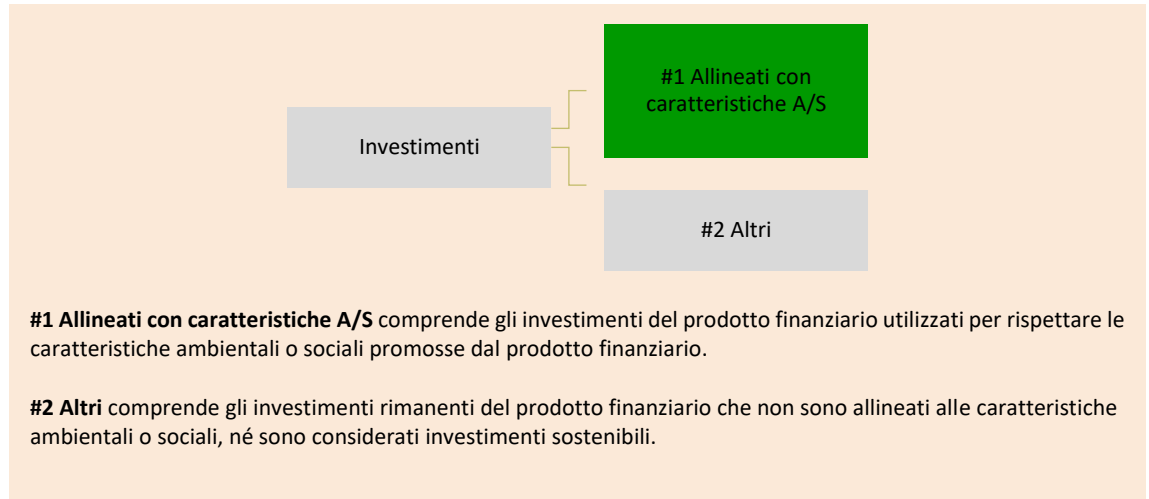 #1 Allineati con
caratteristiche A/S
Investimenti
#2 Altri
#1 Allineati con caratteristiche A/S comprende gli investimenti del prodotto finanziario utilizzati per rispettare le
caratteristiche ambientali o sociali promosse dal prodotto finanziario.
#2 Altri comprende gli investimenti rimanenti del prodotto finanziario che non sono allineati alle caratteristiche
ambientali o sociali, né sono considerati investimenti sostenibili.